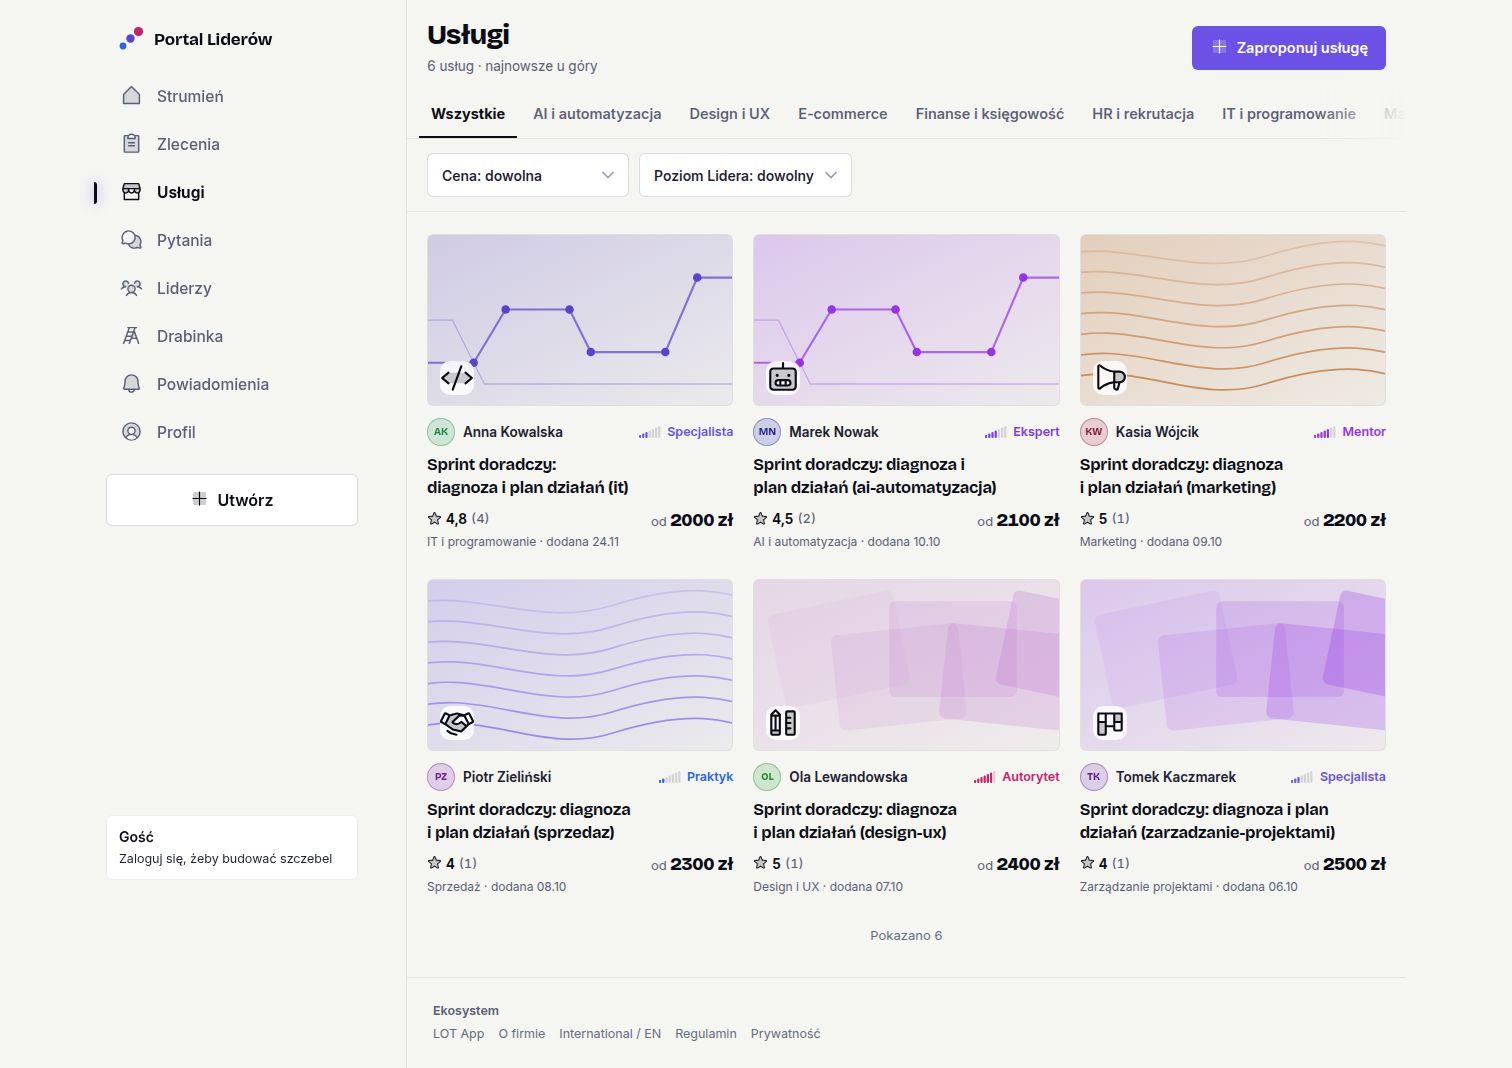 Portal Liderów
Strumień
Zlecenia
Usługi
Pytania
Liderzy
Drabinka
Powiadomienia
Profil
Utwórz
Gość
Zaloguj się, żeby budować szczebel
Usługi
6 usług · najnowsze u góry
Zaproponuj usługę
Wszystkie AI i automatyzacja Design i UX E-commerce Finanse i księgowość HR i rekrutacja IT i programowanie
Cena: dowolna Poziom Lidera: dowolny
AK Anna Kowalska Specjalista
Sprint doradczy:
diagnoza i plan działań (it)
4,8 (4) od 2000 zł
IT i programowanie · dodana 24.11
MN Marek Nowak Ekspert
Sprint doradczy: diagnoza i
plan działań (ai-automatyzacja)
4,5 (2) od 2100 zł
AI i automatyzacja · dodana 10.10
KW Kasia Wójcik Mentor
Sprint doradczy: diagnoza
i plan działań (marketing)
5 (1) od 2200 zł
Marketing · dodana 09.10
PZ Piotr Zieliński Praktyk
Sprint doradczy: diagnoza
i plan działań (sprzedaz)
4 (1) od 2300 zł
Sprzedaż · dodana 08.10
OL Ola Lewandowska Autorytet
Sprint doradczy: diagnoza
i plan działań (design-ux)
5 (1) od 2400 zł
Design i UX · dodana 07.10
TK Tomek Kaczmarek Specjalista
Sprint doradczy: diagnoza i plan
działań (zarzadzanie-projektami)
4 (1) od 2500 zł
Zarządzanie projektami · dodana 06.10
Pokazano 6
Ekosystem
LOT App O firmie International / EN Regulamin Prywatność